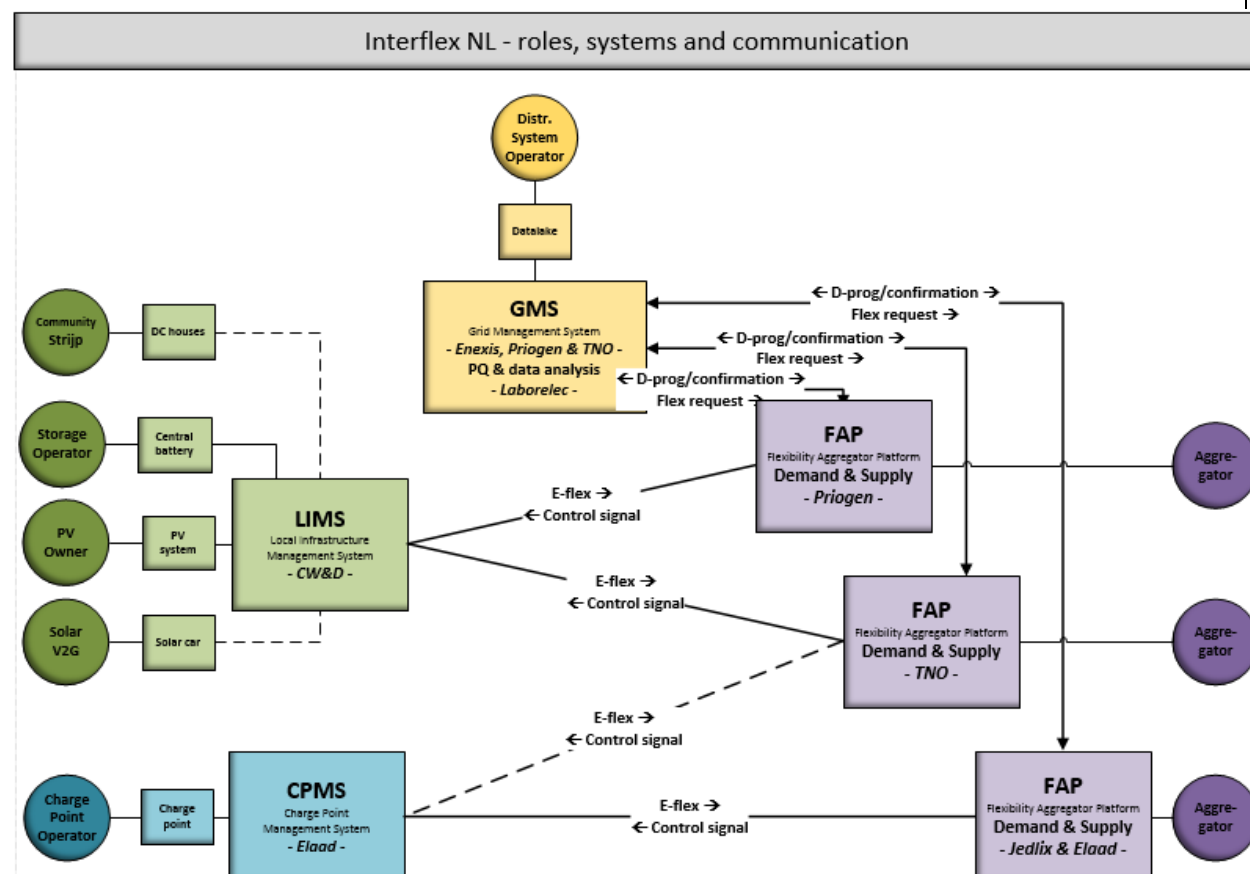 Interflex NL - roles, systems and communication
Distr.
System
Operator
Datalake
GMS
Grid Management System
- Enexis, Priogen & TNO -
PQ & data analysis
- Laborelec -
← D-prog/confirmation →
Flex request →
← D-prog/confirmation →
Flex request →
← D-prog/confirmation →
Flex request →
Community
Strijp
DC houses
Storage
Operator
Central
battery
PV
Owner
PV
system
Solar
V2G
Solar car
LIMS
Local Infrastructure
Management System
- CW&D -
E-flex →
← Control signal
E-flex →
← Control signal
FAP
Flexibility Aggregator Platform
Demand & Supply
- Priogen -
Aggre-
gator
FAP
Flexibility Aggregator Platform
Demand & Supply
- TNO -
Aggre-
gator
E-flex →
← Control signal
Charge
Point
Operator
Charge
point
CPMS
Charge Point
Management System
- Elaad -
E-flex →
← Control signal
FAP
Flexibility Aggregator Platform
Demand & Supply
- Jedlix & Elaad -
Aggre-
gator